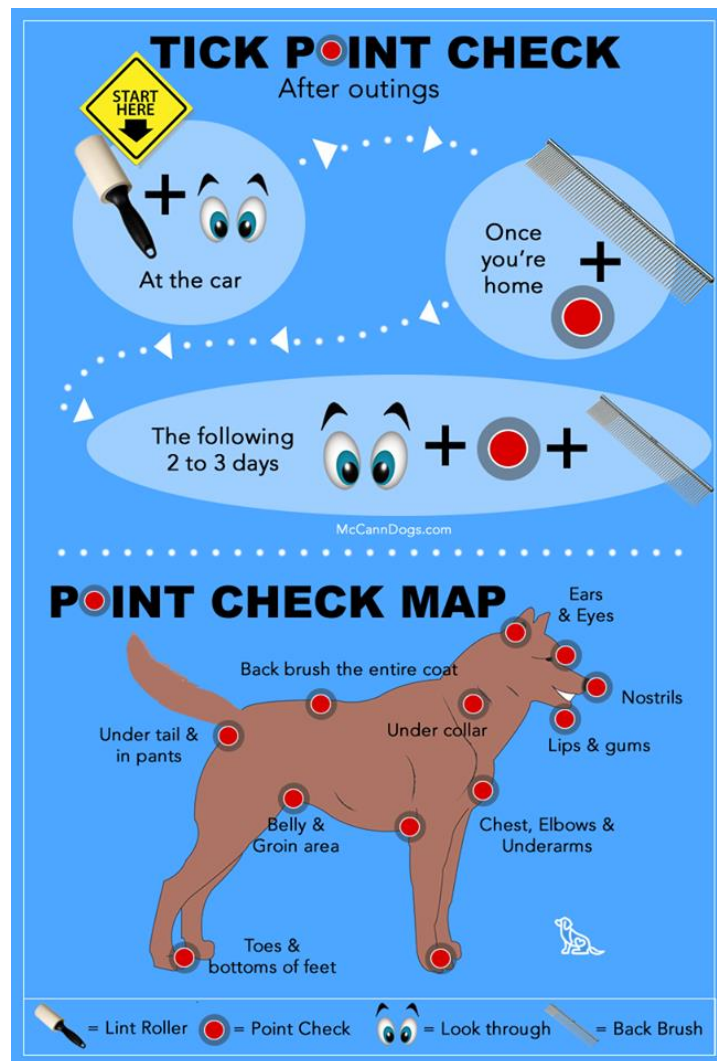 TICK POINT CHECK
After outings
START
HERE
At the car
Once
you're
home
The following
2 to 3 days
McCannDogs.com
POINT CHECK MAP
Ears
& Eyes
Back brush the entire coat
Nostrils
Under collar
Under tail &
in pants
Lips & gums
Belly &
Groin area
Chest, Elbows &
Underarms
Toes &
bottoms of feet
= Lint Roller
= Point Check
= Look through
= Back Brush